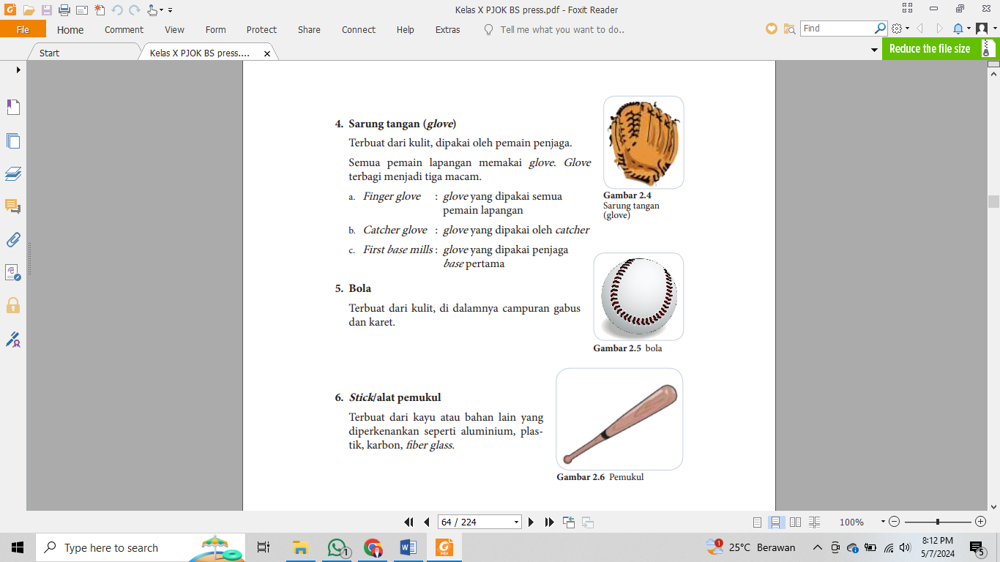 Kelas X PJOK BS press.pdf - Foxit Reader
File Home Comment View Form Protect Share Connect Help Extras Tell me what you want to do.. Find
Start Kelas X PJOK BS press.... Reduce the file size
4. Sarung tangan (glove)
Terbuat dari kulit, dipakai oleh pemain penjaga.
Semua pemain lapangan memakai glove. Glove
terbagi menjadi tiga macam.
a. Finger glove : glove yang dipakai semua
pemain lapangan
b. Catcher glove : glove yang dipakai oleh catcher
c. First base mills : glove yang dipakai penjaga
base pertama
Gambar 2.4
Sarung tangan
(glove)
5. Bola
Terbuat dari kulit, di dalamnya campuran gabus
dan karet.
Gambar 2.5 bola
6. Stick/alat pemukul
Terbuat dari kayu atau bahan lain yang
diperkenankan seperti aluminium, plas-
tik, karbon, fiber glass.
Gambar 2.6 Pemukul
64 / 224 100%
Type here to search 1 PDF 1 25°C Berawan 8:12 PM
5/7/2024 5